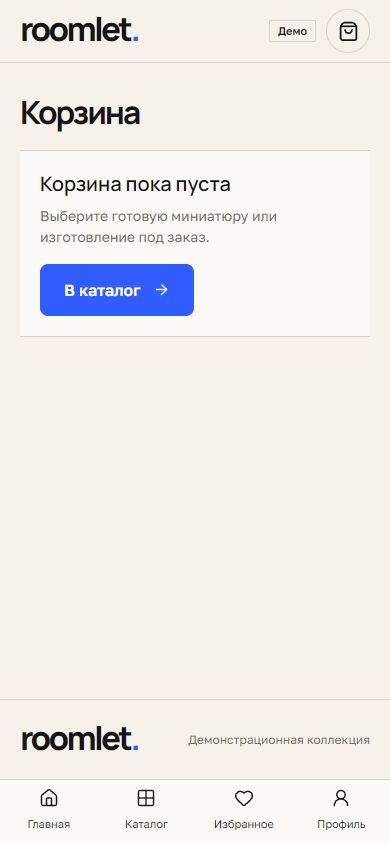 roomlet.
Демо
Корзина
Корзина пока пуста
Выберите готовую миниатюру или
изготовление под заказ.
В каталог
roomlet.
Демонстрационная коллекция
Главная
Каталог
Избранное
Профиль